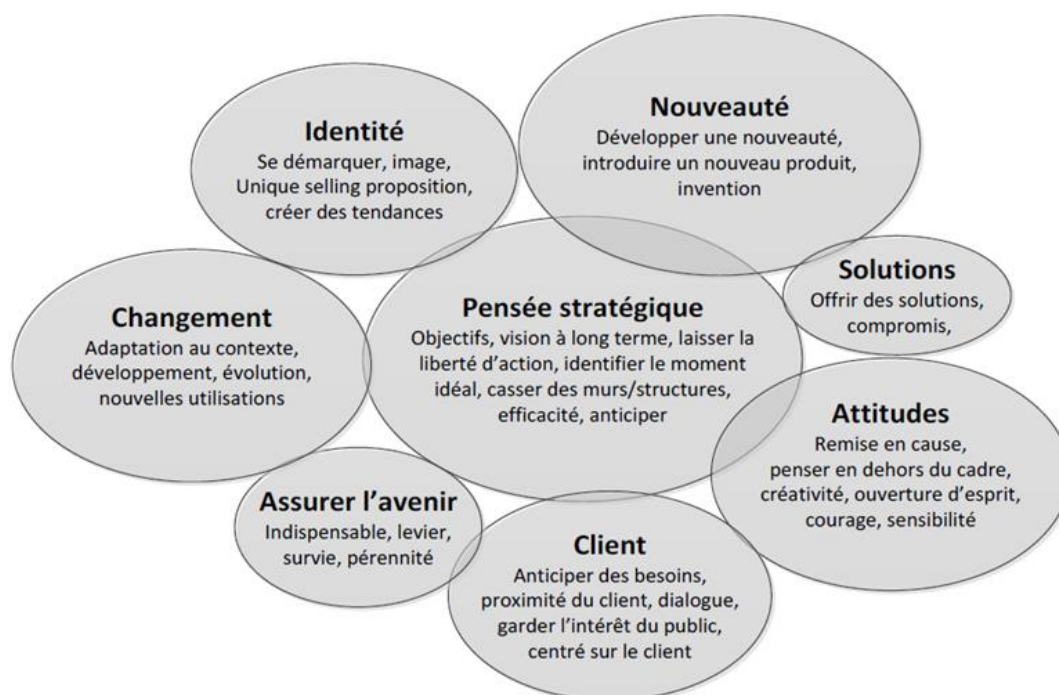 Nouveauté
Développer une nouveauté,
introduire un nouveau produit,
invention
Identité
Se démarquer, image,
Unique selling proposition,
créer des tendances
Solutions
Offrir des solutions,
compromis,
Pensée stratégique
Objectifs, vision à long terme, laisser la
liberté d'action, identifier le moment
idéal, casser des murs/structures,
efficacité, anticiper
Changement
Adaptation au contexte,
développement, évolution,
nouvelles utilisations
Attitudes
Remise en cause,
penser en dehors du cadre,
créativité, ouverture d'esprit,
courage, sensibilité
Assurer l'avenir
Indispensable, levier,
survie, pérennité
Client
Anticiper des besoins,
proximité du client, dialogue,
garder l'intérêt du public,
centré sur le client